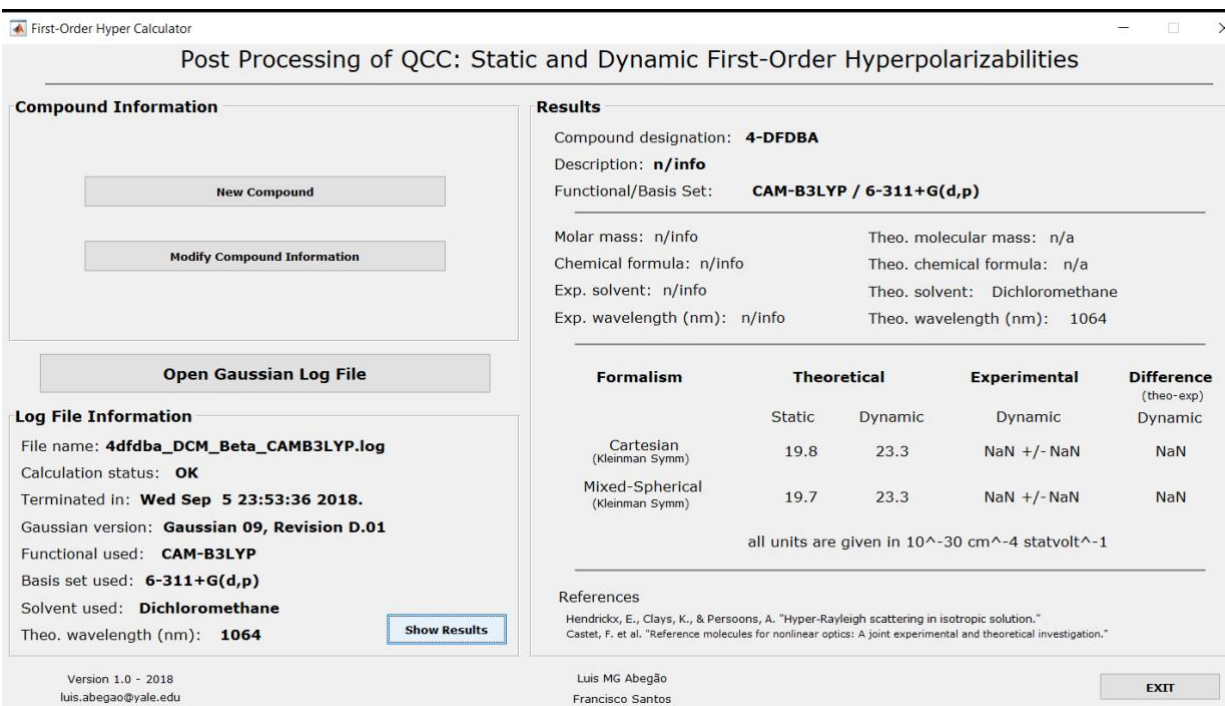 First-Order Hyper Calculator
Post Processing of QCC: Static and Dynamic First-Order Hyperpolarizabilities
Compound Information
New Compound
Modify Compound Information
Open Gaussian Log File
Log File Information
File name: 4dfdba_DCM_Beta_CAMB3LYP.log
Calculation status: OK
Terminated in: Wed Sep 5 23:53:36 2018.
Gaussian version: Gaussian 09, Revision D.01
Functional used: CAM-B3LYP
Basis set used: 6-311+G(d,p)
Solvent used: Dichloromethane
Theo. wavelength (nm): 1064
Show Results
Results
Compound designation: 4-DFDBA
Description: n/info
Functional/Basis Set: CAM-B3LYP / 6-311+G(d,p)
Molar mass: n/info Theo. molecular mass: n/a
Chemical formula: n/info Theo. chemical formula: n/a
Exp. solvent: n/info Theo. solvent: Dichloromethane
Exp. wavelength (nm): n/info Theo. wavelength (nm): 1064
Formalism Theoretical Experimental Difference
(theo-exp)
Static Dynamic Dynamic Dynamic
Cartesian 19.8 23.3 NaN +/- NaN NaN
(Kleinman Symm)
Mixed-Spherical 19.7 23.3 NaN +/- NaN NaN
(Kleinman Symm)
all units are given in 10^-30 cm^-4 statvolt^-1
References
Hendrickx, E., Clays, K., & Persoons, A. "Hyper-Rayleigh scattering in isotropic solution."
Castet, F. et al. "Reference molecules for nonlinear optics: A joint experimental and theoretical investigation."
Version 1.0 - 2018
luis.abegao@yale.edu
Luis MG Abegão
Francisco Santos
EXIT